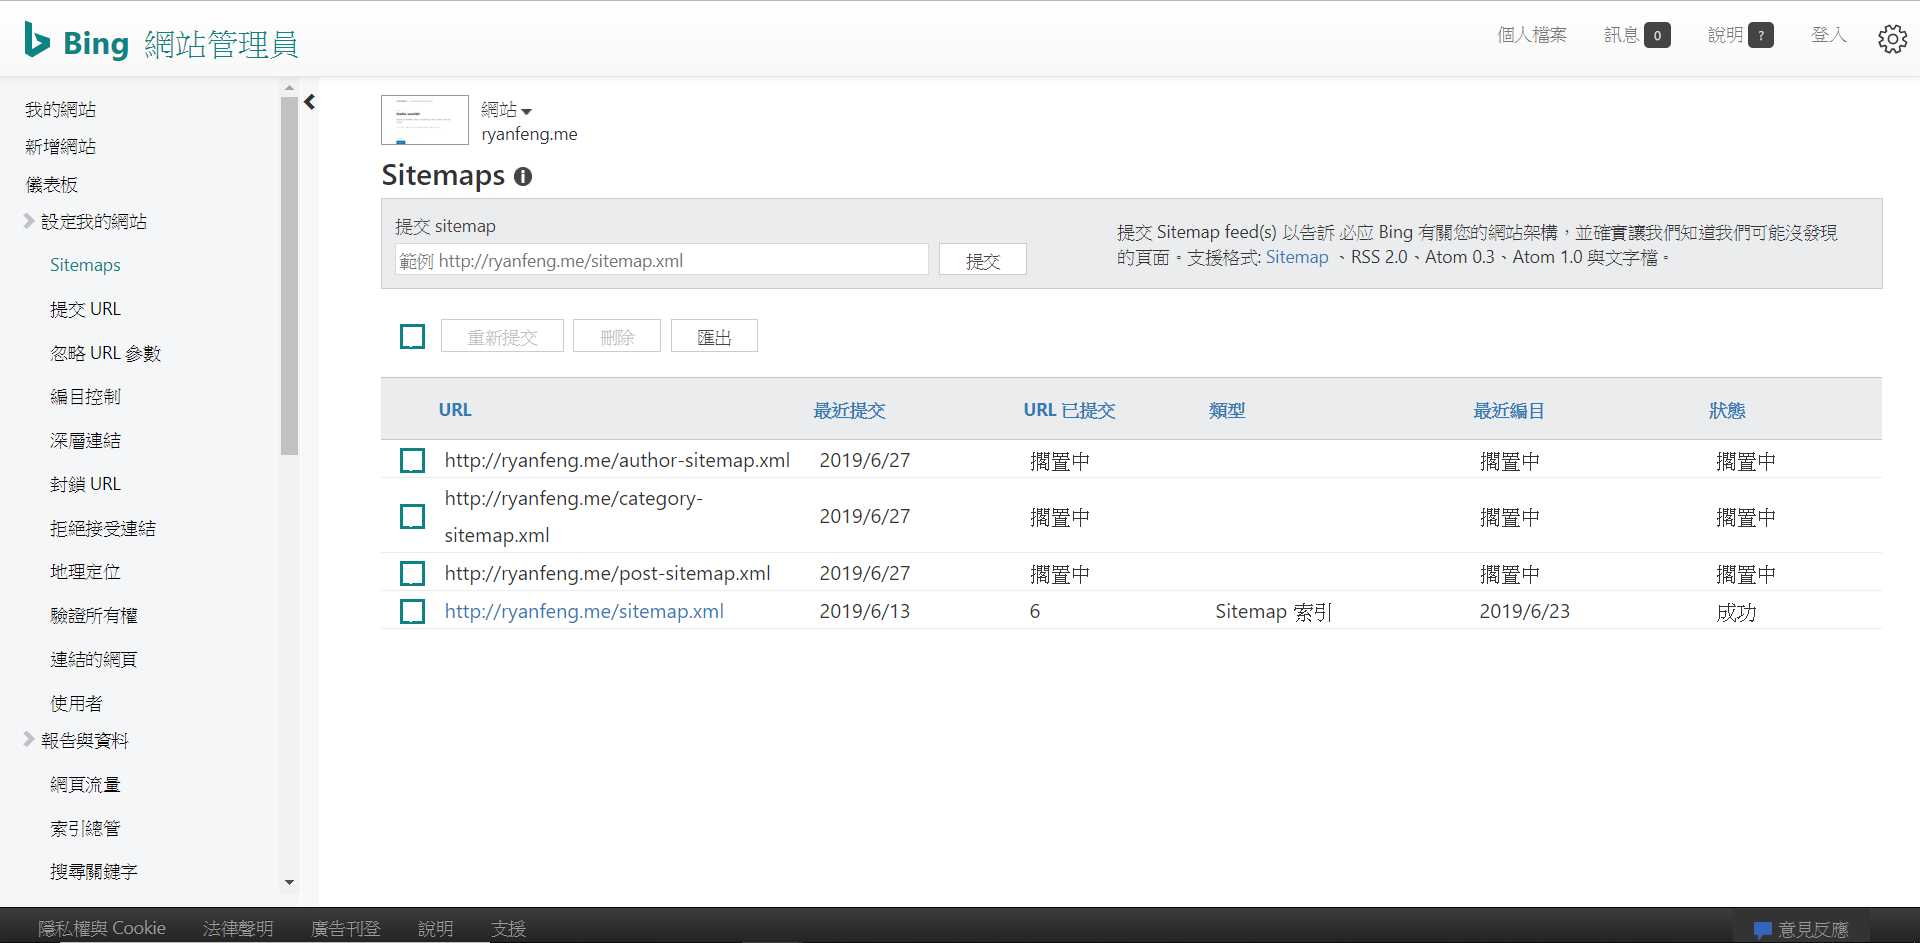 Bing 網站管理員
個人檔案
訊息 0
說明 ?
登入
我的網站
新增網站
儀表板
設定我的網站
Sitemaps
提交 URL
忽略 URL 參數
編目控制
深層連結
封鎖 URL
拒絕接受連結
地理定位
驗證所有權
連結的網頁
使用者
報告與資料
網頁流量
索引總管
搜尋關鍵字
網站
ryanfeng.me
Sitemaps
提交 sitemap
範例 http://ryanfeng.me/sitemap.xml
提交
提交 Sitemap feed(s) 以告訴 必应 Bing 有關您的網站架構，並確實讓我們知道我們可能沒發現
的頁面。支援格式: Sitemap 、RSS 2.0、Atom 0.3、Atom 1.0 與文字檔。
重新提交
刪除
匯出
URL 最近提交 URL 已提交 類型 最近編目 狀態
http://ryanfeng.me/author-sitemap.xml 2019/6/27 擱置中 擱置中 擱置中
http://ryanfeng.me/category-
sitemap.xml 2019/6/27 擱置中 擱置中 擱置中
http://ryanfeng.me/post-sitemap.xml 2019/6/27 擱置中 擱置中 擱置中
http://ryanfeng.me/sitemap.xml 2019/6/13 6 Sitemap 索引 2019/6/23 成功
隱私權與 Cookie
法律聲明
廣告刊登
說明
支援
意見反應